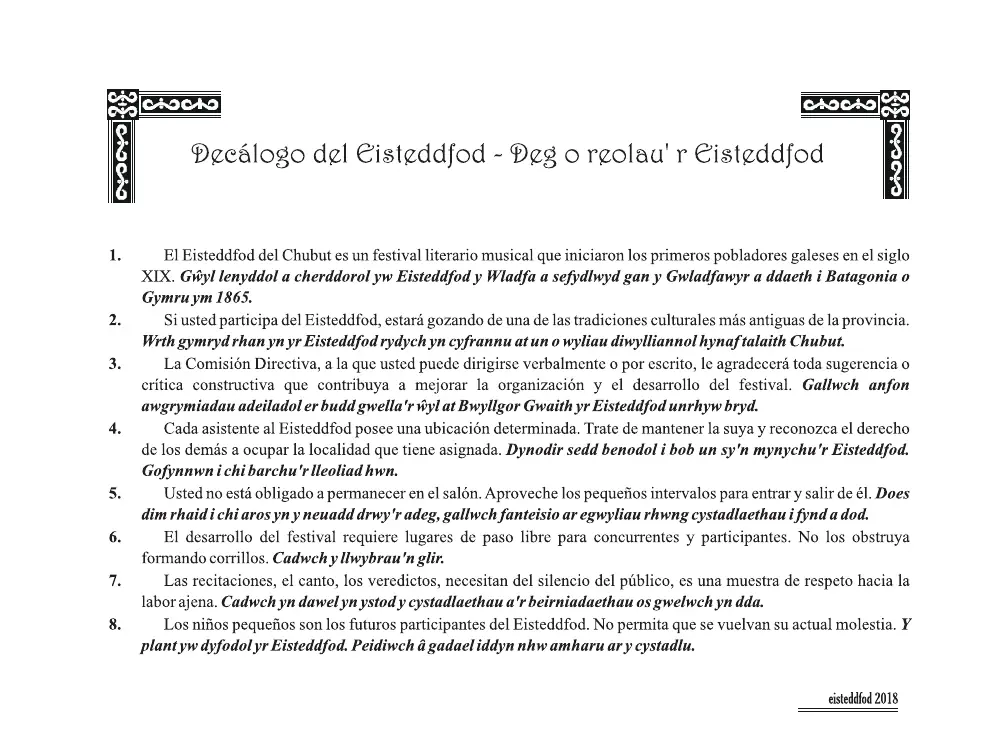 Decálogo del Eisteddfod - Deg o reolau' r Eisteddfod
1. El Eisteddfod del Chubut es un festival literario musical que iniciaron los primeros pobladores galeses en el siglo
XIX. Gŵyl lenyddol a cherddorol yw Eisteddfod y Wladfa a sefydlwyd gan y Gwladfawyr a ddaeth i Batagonia o
Gymru ym 1865.
2. Si usted participa del Eisteddfod, estará gozando de una de las tradiciones culturales más antiguas de la provincia.
Wrth gymryd rhan yn yr Eisteddfod rydych yn cyfrannu at un o wyliau diwylliannol hynaf talaith Chubut.
3. La Comisión Directiva, a la que usted puede dirigirse verbalmente o por escrito, le agradecerá toda sugerencia o
crítica constructiva que contribuya a mejorar la organización y el desarrollo del festival. Gallwch anfon
awgrymiadau adeiladol er budd gwella'r ŵyl at Bwyllgor Gwaith yr Eisteddfod unrhyw bryd.
4. Cada asistente al Eisteddfod posee una ubicación determinada. Trate de mantener la suya y reconozca el derecho
de los demás a ocupar la localidad que tiene asignada. Dynodir sedd benodol i bob un sy'n mynychu'r Eisteddfod.
Gofynnwn i chi barchu'r lleoliad hwn.
5. Usted no está obligado a permanecer en el salón. Aproveche los pequeños intervalos para entrar y salir de él. Does
dim rhaid i chi aros yn y neuadd drwy'r adeg, gallwch fanteisio ar egwyliau rhwng cystadlaethau i fynd a dod.
6. El desarrollo del festival requiere lugares de paso libre para concurrentes y participantes. No los obstruya
formando corrillos. Cadwch y llwybrau'n glir.
7. Las recitaciones, el canto, los veredictos, necesitan del silencio del público, es una muestra de respeto hacia la
labor ajena. Cadwch yn dawel yn ystod y cystadlaethau a'r beirniadaethau os gwelwch yn dda.
8. Los niños pequeños son los futuros participantes del Eisteddfod. No permita que se vuelvan su actual molestia. Y
plant yw dyfodol yr Eisteddfod. Peidiwch â gadael iddyn nhw amharu ar y cystadlu.
eisteddfod 2018